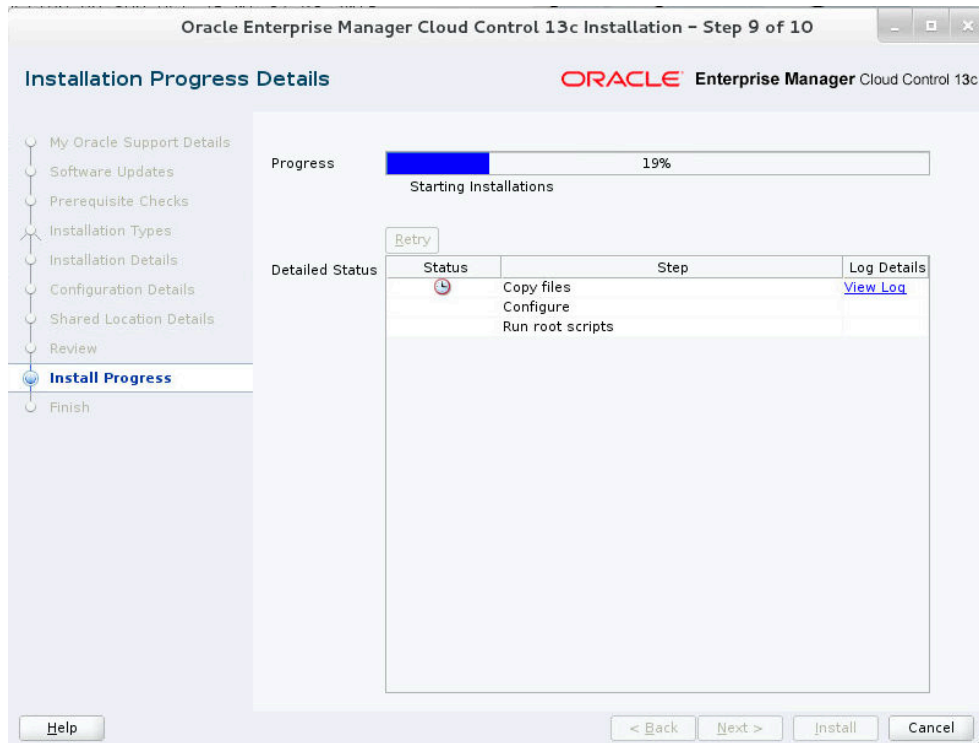 Oracle Enterprise Manager Cloud Control 13c Installation - Step 9 of 10
Installation Progress Details
ORACLE Enterprise Manager Cloud Control 13c
My Oracle Support Details
Software Updates
Prerequisite Checks
Installation Types
Installation Details
Configuration Details
Shared Location Details
Review
Install Progress
Finish
Progress 19%
Starting Installations
Retry
Detailed Status
Status Step Log Details
Copy files View Log
Configure
Run root scripts
Help < Back Next > Install Cancel